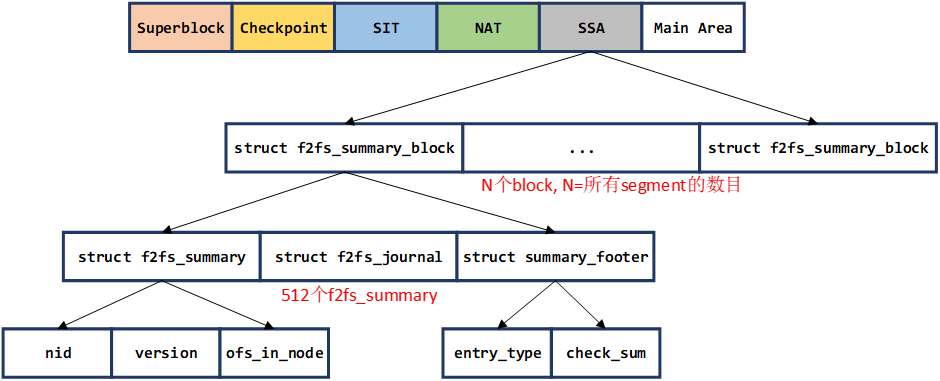 Superblock Checkpoint SIT NAT SSA Main Area
struct f2fs_summary_block ... struct f2fs_summary_block
N个block, N=所有segment的数目
struct f2fs_summary struct f2fs_journal struct summary_footer
512个f2fs_summary
nid version ofs_in_node entry_type check_sum